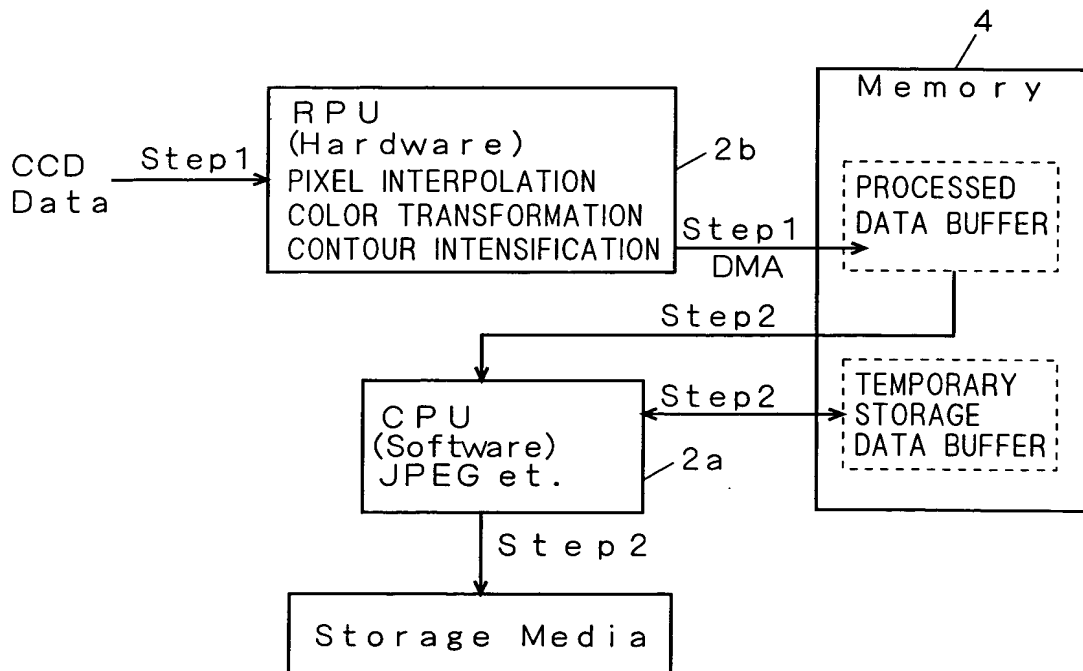 4
Memory
RPU
(Hardware)
PIXEL INTERPOLATION
COLOR TRANSFORMATION
CONTOUR INTENSIFICATION
2b
CCD
Data
Step1
Step1
DMA
PROCESSED
DATA BUFFER
Step2
CPU
(Software)
JPEG et.
2a
Step2
TEMPORARY
STORAGE
DATA BUFFER
Step2
Storage Media